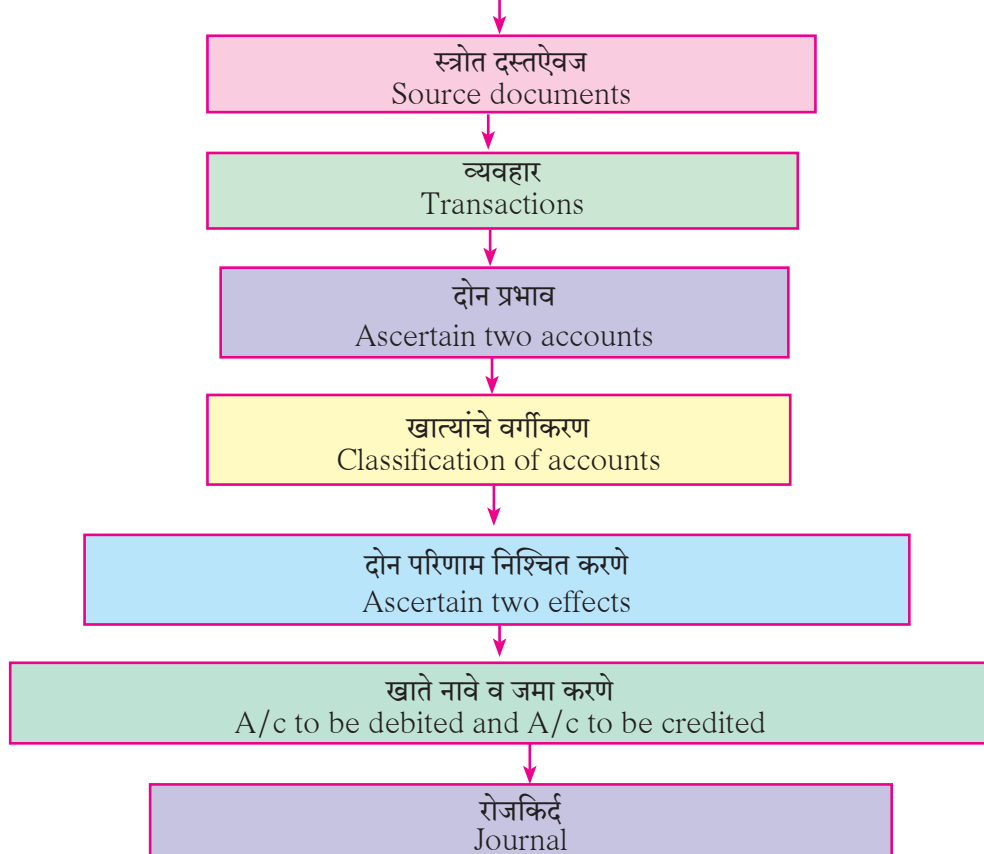 स्त्रोत दस्तऐवज
Source documents
व्यवहार
Transactions
दोन प्रभाव
Ascertain two accounts
खात्यांचे वर्गीकरण
Classification of accounts
दोन परिणाम निश्चित करणे
Ascertain two effects
खाते नावे व जमा करणे
A/c to be debited and A/c to be credited
रोजकिर्द
Journal